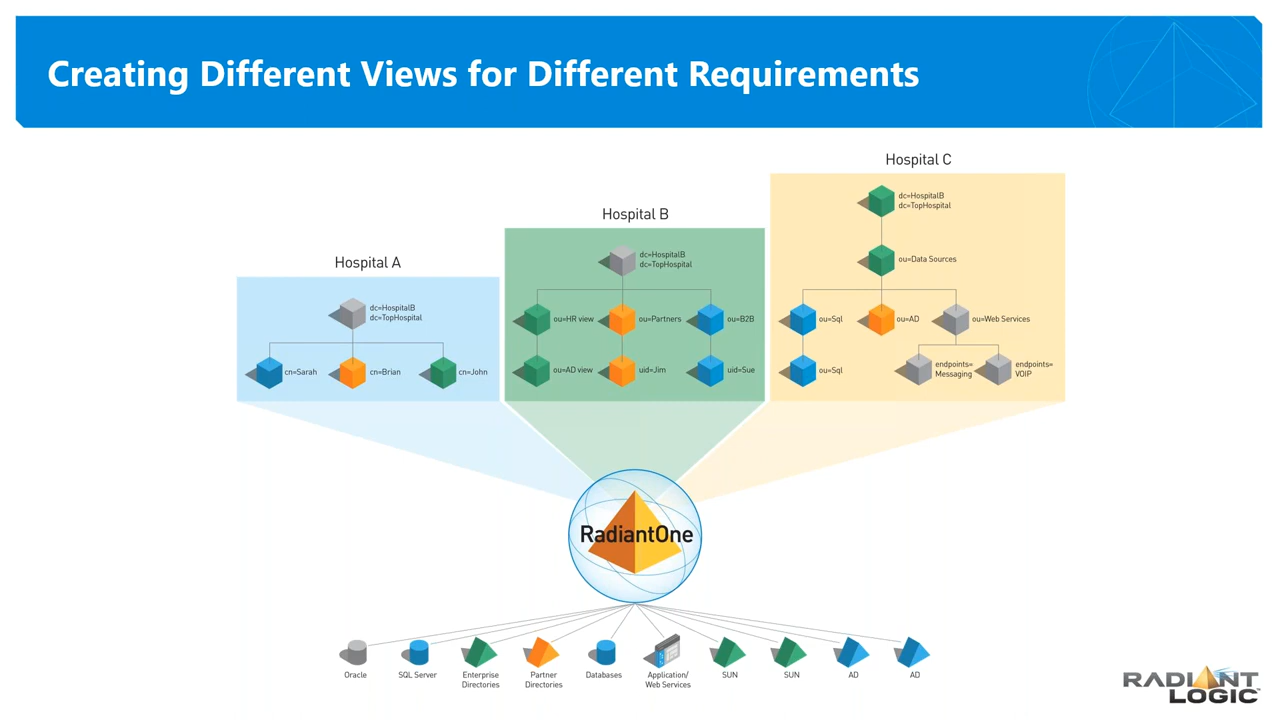 Creating Different Views for Different Requirements
Hospital A
dc=HospitalB
dc=TopHospital
cn=Sarah
cn=Brian
cn=John
Hospital B
dc=HospitalB
dc=TopHospital
ou=HR view
ou=Partners
ou=B2B
ou=AD view
uid=Jim
uid=Sue
Hospital C
dc=HospitalB
dc=TopHospital
ou=Data Sources
ou=Sql
ou=AD
ou=Web Services
ou=Sql
endpoints=
Messaging
endpoints=
VOIP
RadiantOne
Oracle
SQL Server
Enterprise
Directories
Partner
Directories
Databases
Application/
Web Services
SUN
SUN
AD
AD
RADIANT
LOGIC